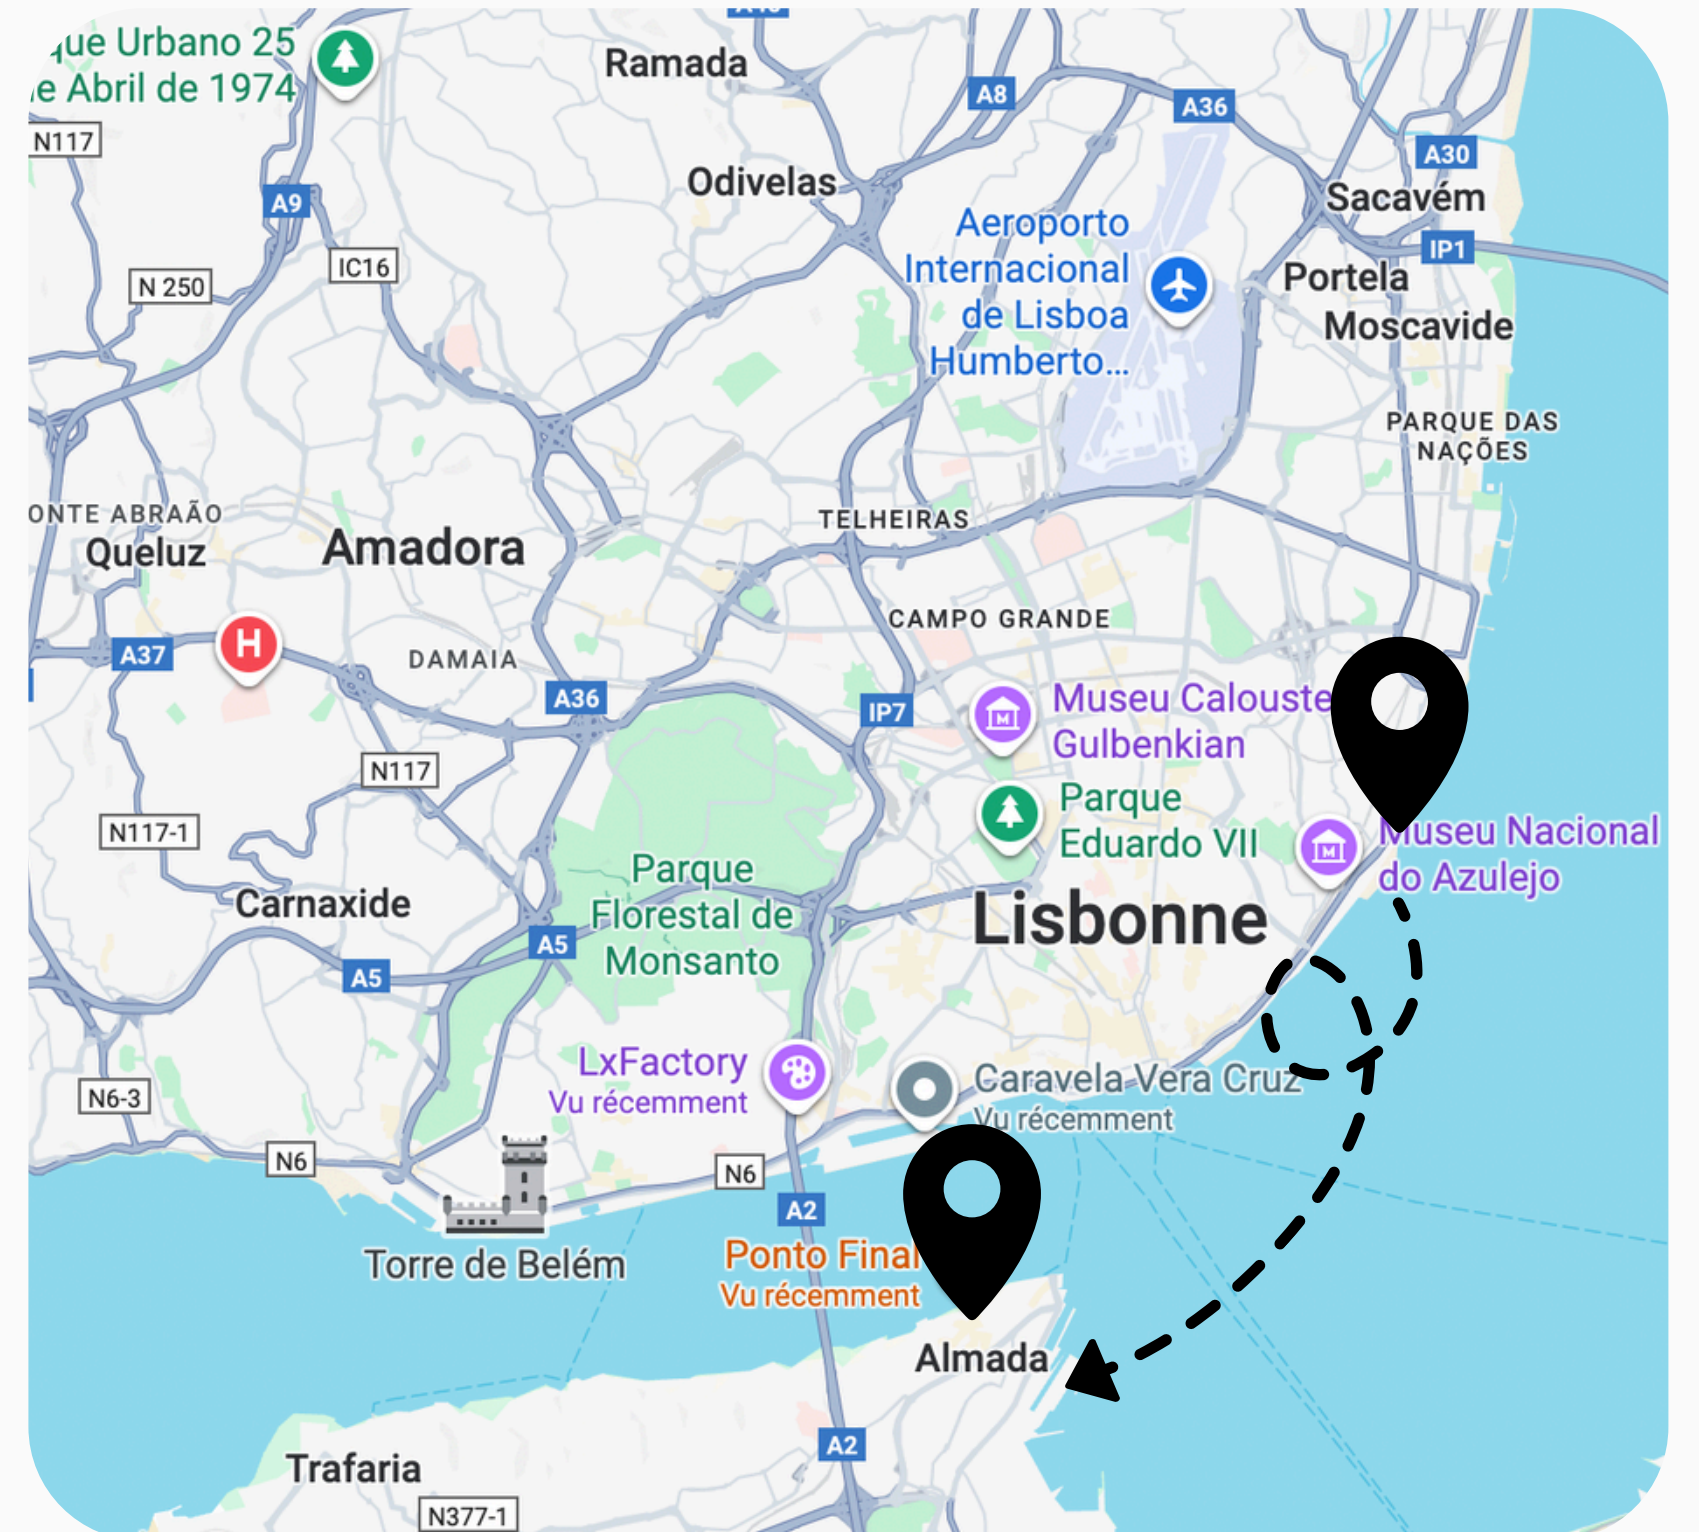 que Urbano 25
e Abril de 1974
Ramada
A8
A36
N117
A30
Odivelas
Sacavém
A9
Aeroporto
Internacional
de Lisboa
Humberto...
IP1
IC16
N 250
Portela
Moscavide
PARQUE DAS
NAÇÕES
ONTE ABRAÃO
Queluz
Amadora
TELHEIRAS
CAMPO GRANDE
A37
H
DAMAIA
A36
IP7
Museu Calouste
Gulbenkian
N117
Parque
Eduardo VII
N117-1
Museu Nacional
do Azulejo
Parque
Florestal de
Monsanto
Carnaxide
Lisbonne
A5
A5
LxFactory
Vu récemment
Caravela Vera Cruz
Vu récemment
N6-3
N6
N6
A2
Torre de Belém
Ponto Final
Vu récemment
Almada
A2
Trafaria
N377-1